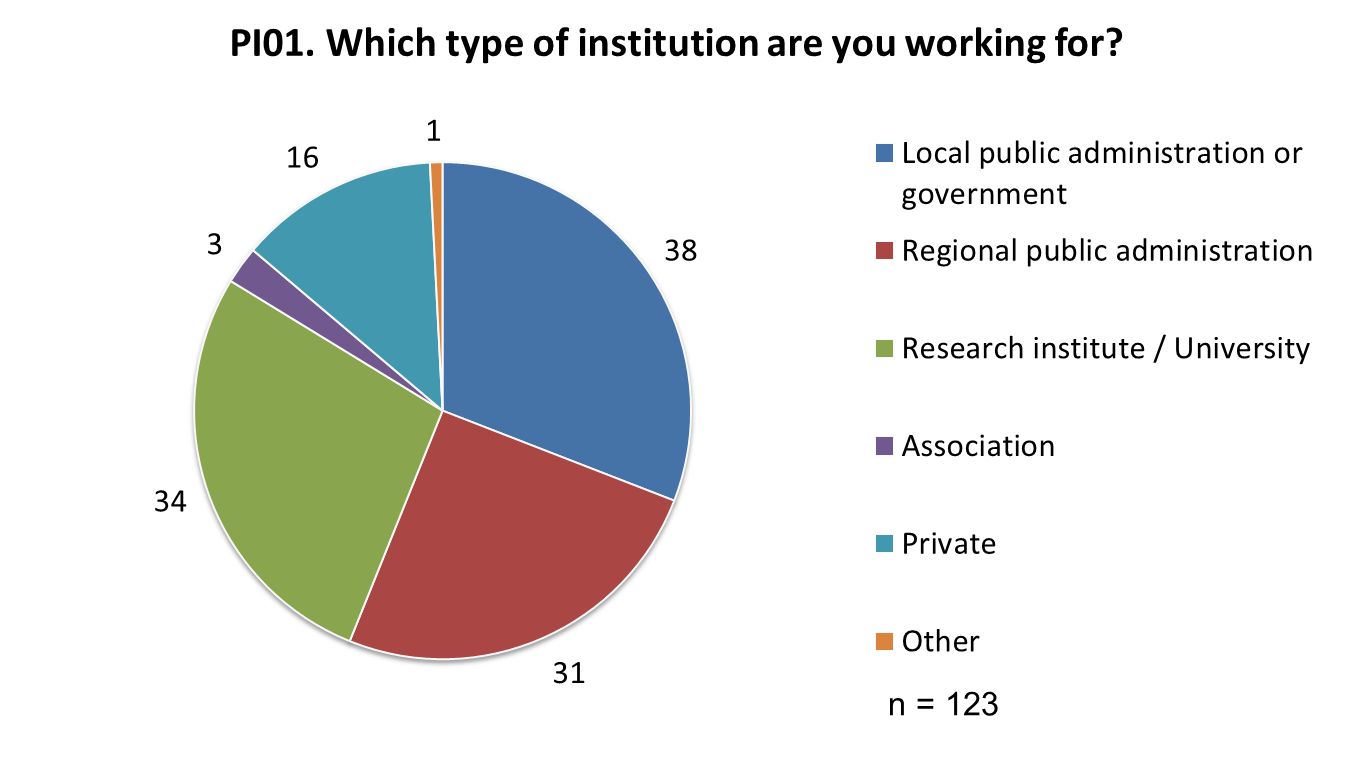 PI01. Which type of institution are you working for?
1
16
3
38
34
31
Local public administration or
government
Regional public administration
Research institute / University
Association
Private
Other
n = 123